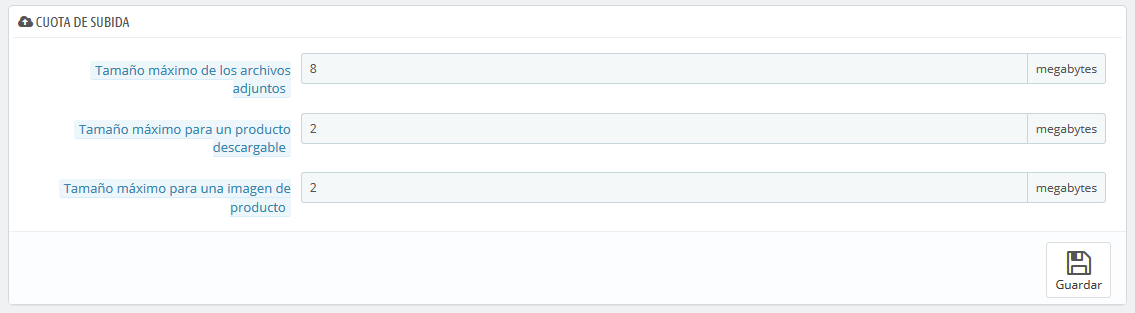 CUOTA DE SUBIDA
Tamaño máximo de los archivos
adjuntos
8
megabytes
Tamaño máximo para un producto
descargable
2
megabytes
Tamaño máximo para una imagen de
producto
2
megabytes
Guardar